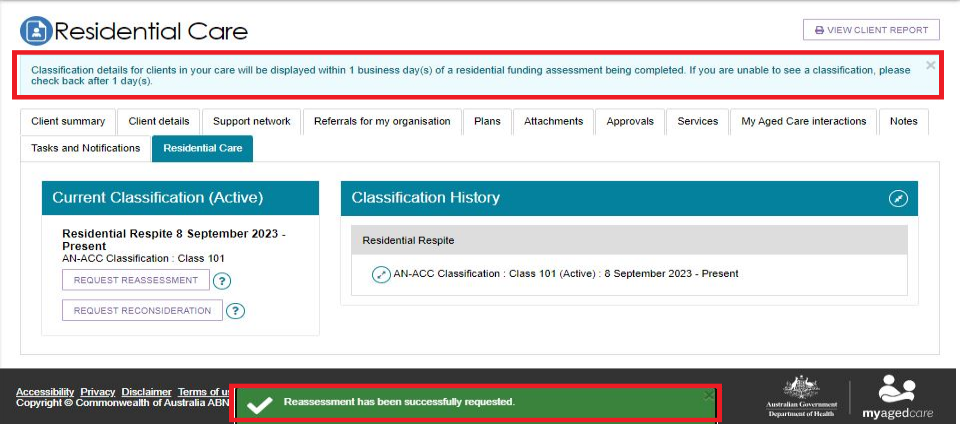 Residential Care
VIEW CLIENT REPORT
Classification details for clients in your care will be displayed within 1 business day(s) of a residential funding assessment being completed. If you are unable to see a classification, please
check back after 1 day(s).
Client summary
Client details
Support network
Referrals for my organisation
Plans
Attachments
Approvals
Services
My Aged Care interactions
Notes
Tasks and Notifications
Residential Care
Current Classification (Active)
Residential Respite 8 September 2023 -
Present
AN-ACC Classification : Class 101
REQUEST REASSESSMENT
?
REQUEST RECONSIDERATION
?
Classification History
Residential Respite
AN-ACC Classification : Class 101 (Active) : 8 September 2023 - Present
Accessibility Privacy Disclaimer Terms of
Copyright © Commonwealth of Australia ABN
Reassessment has been successfully requested.
Australian Government
Department of Health
myagedcare